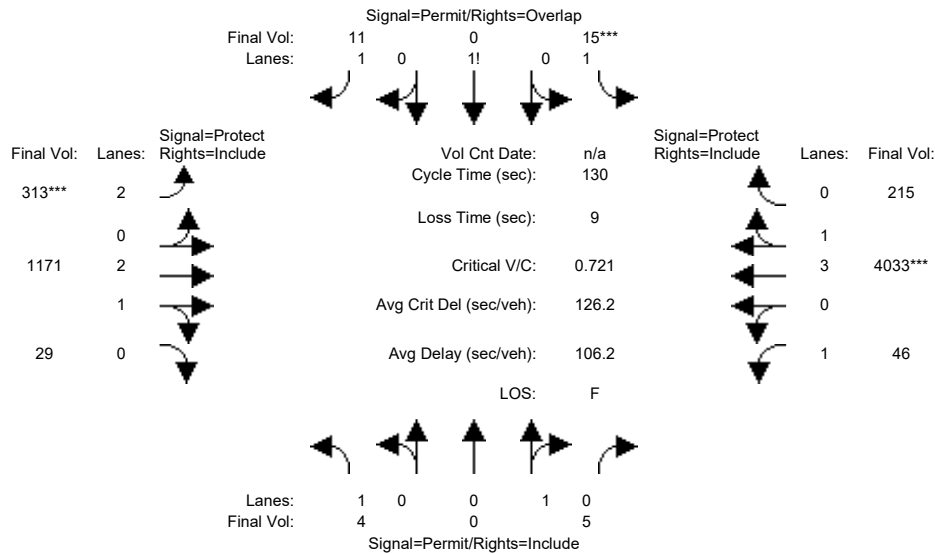 Signal=Permit/Rights=Overlap
Final Vol: 11 0 15***
Lanes: 1 0 1! 0 1
Signal=Protect Signal=Protect
Final Vol: Lanes: Rights=Include Vol Cnt Date: n/a Rights=Include Lanes: Final Vol:
Cycle Time (sec): 130
313*** 2 0 215
Loss Time (sec): 9
0 1
1171 2 Critical V/C: 0.721 3 4033***
1 Avg Crit Del (sec/veh): 126.2 0
29 0 Avg Delay (sec/veh): 106.2 1 46
LOS: F
Lanes: 1 0 0 1 0
Final Vol: 4 0 5
Signal=Permit/Rights=Include